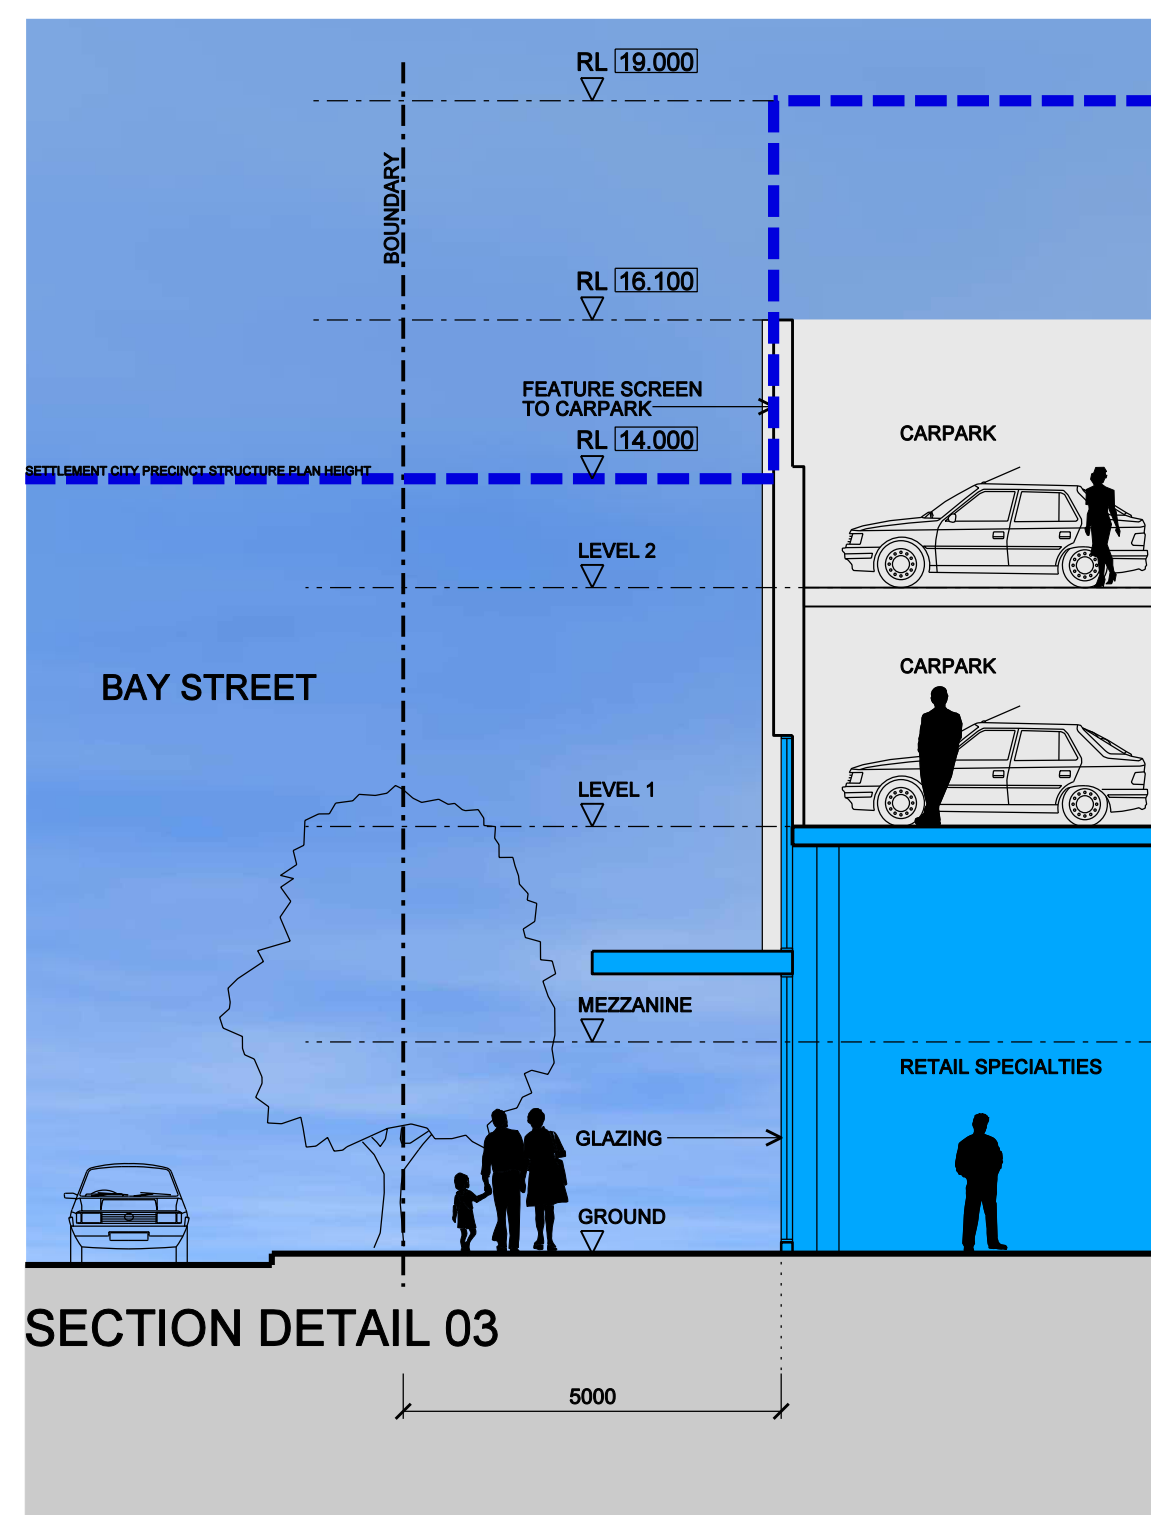 RL 19.000
BOUNDARY
RL 16.100
FEATURE SCREEN
TO CARPARK
CARPARK
RL 14.000
SETTLEMENT CITY PRECINCT STRUCTURE PLAN HEIGHT
LEVEL 2
CARPARK
BAY STREET
LEVEL 1
MEZZANINE
RETAIL SPECIALTIES
GLAZING
GROUND
SECTION DETAIL 03
5000